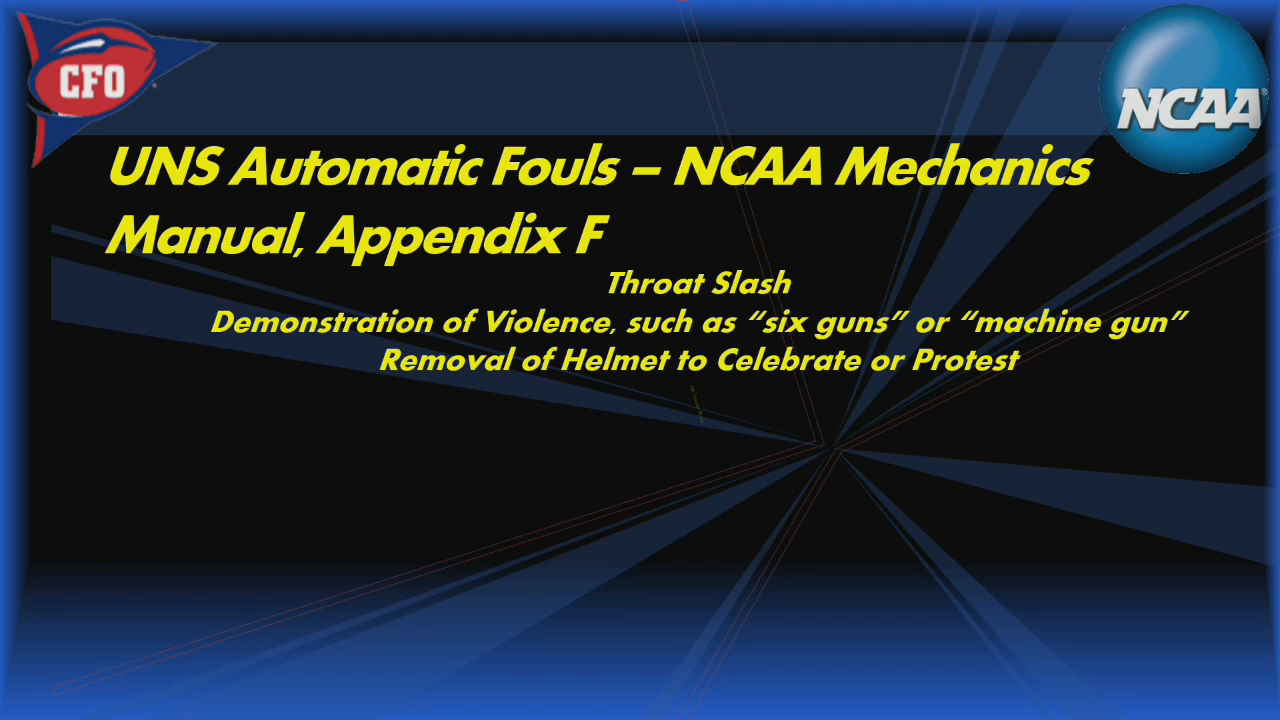 CFO
NCAA
UNS Automatic Fouls – NCAA Mechanics
Manual, Appendix F
Throat Slash
Demonstration of Violence, such as “six guns” or “machine gun”
Removal of Helmet to Celebrate or Protest